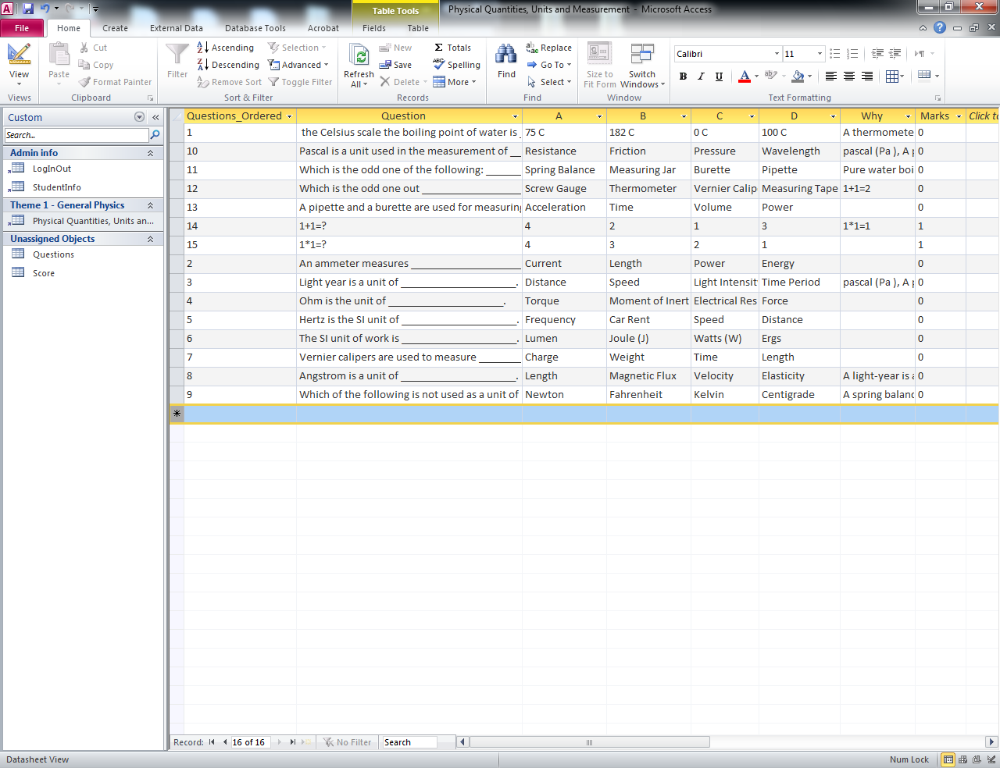 Table Tools
Physical Quantities, Units and Measurement - Microsoft Access
File Home Create External Data Database Tools Acrobat Fields Table
View
Views
Paste
Cut
Copy
Format Painter
Clipboard
Filter
Ascending
Descending
Remove Sort
Selection
Advanced
Toggle Filter
Sort & Filter
Refresh All
New
Save
Delete
Totals
Spelling
More
Records
Find
Replace
Go To
Select
Find
Size to Fit Form
Switch Windows
Window
Calibri 11
B I U
Text Formatting
Custom
Search...
Admin info
LogInOut
StudentInfo
Theme 1 - General Physics
Physical Quantities, Units an...
Unassigned Objects
Questions
Score
Questions_Ordered Question A B C D Why Marks Click to
1 the Celsius scale the boiling point of water is _ 75 C 182 C 0 C 100 C A thermomete 0
10 Pascal is a unit used in the measurement of __ Resistance Friction Pressure Wavelength pascal (Pa ), A p 0
11 Which is the odd one of the following: ______ Spring Balance Measuring Jar Burette Pipette Pure water boi 0
12 Which is the odd one out _________________ Screw Gauge Thermometer Vernier Calip Measuring Tape 1+1=2 0
13 A pipette and a burette are used for measuring Acceleration Time Volume Power 0
14 1+1=? 4 2 1 3 1*1=1 1
15 1*1=? 4 3 2 1 1
2 An ammeter measures ___________________ Current Length Power Energy 0
3 Light year is a unit of ____________________. Distance Speed Light Intensit Time Period pascal (Pa ), A p 0
4 Ohm is the unit of ____________________. Torque Moment of Inert Electrical Res Force 0
5 Hertz is the SI unit of ____________________. Frequency Car Rent Speed Distance 0
6 The SI unit of work is ____________________. Lumen Joule (J) Watts (W) Ergs 0
7 Vernier calipers are used to measure _______ Charge Weight Time Length 0
8 Angstrom is a unit of ____________________. Length Magnetic Flux Velocity Elasticity A light-year is a 0
9 Which of the following is not used as a unit of Newton Fahrenheit Kelvin Centigrade A spring balanc 0
Record: 16 of 16 No Filter Search
Datasheet View Num Lock